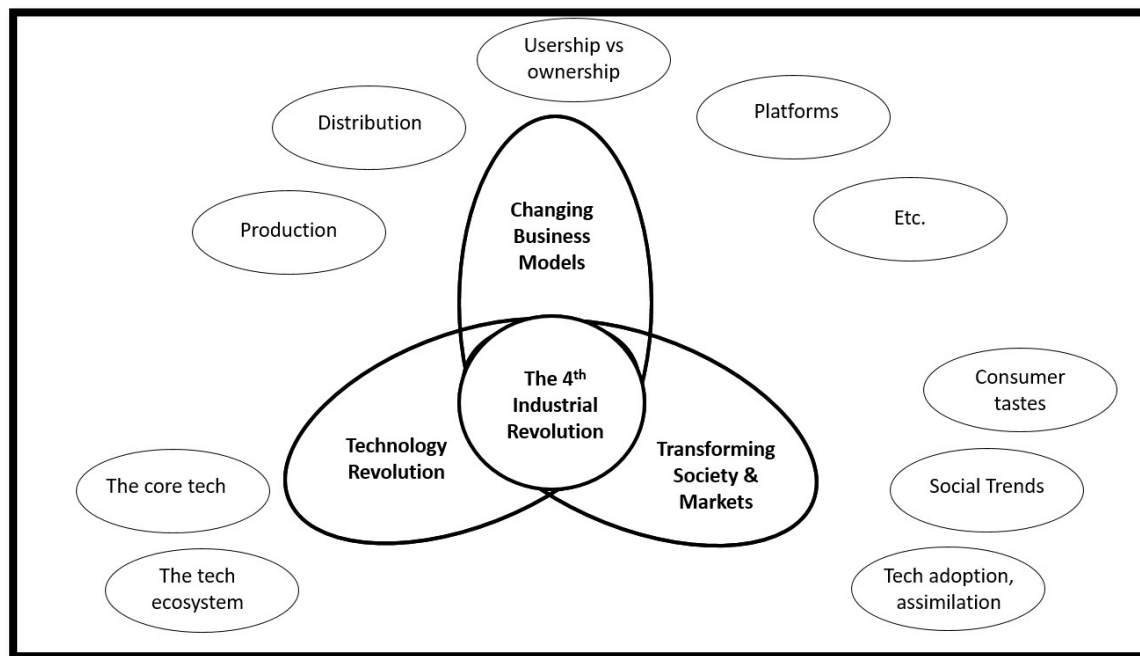 Usership vs
ownership
Distribution
Platforms
Production
Etc.
Changing
Business
Models
The 4th
Industrial
Revolution
Technology
Revolution
Transforming
Society &
Markets
Consumer
tastes
Social Trends
Tech adoption,
assimilation
The core tech
The tech
ecosystem